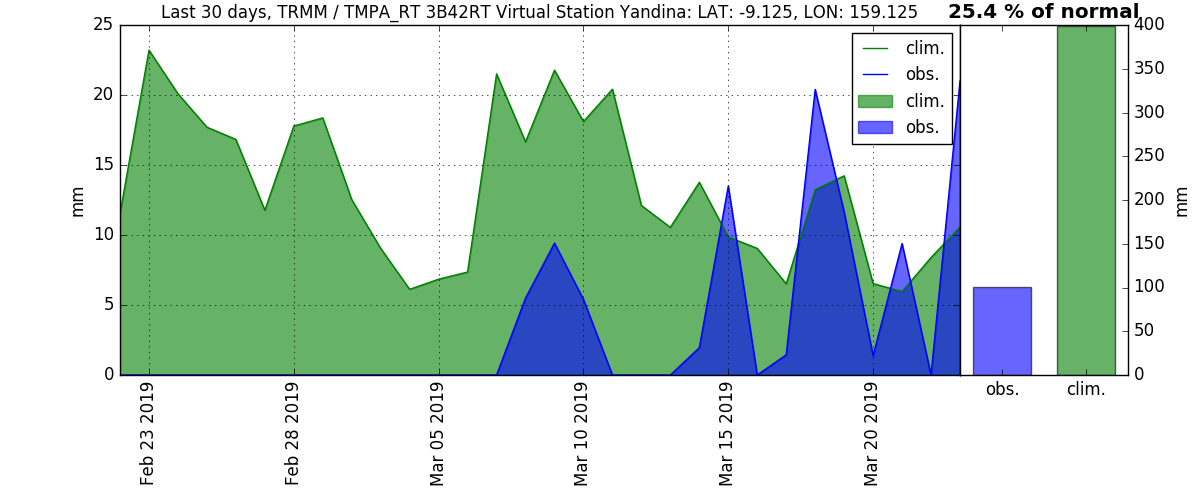 Last 30 days, TRMM / TMPA_RT 3B42RT Virtual Station Yandina: LAT: -9.125, LON: 159.125
25.4 % of normal
25
20
15
10
5
0
mm
clim.
obs.
clim.
obs.
400
350
300
250
200
150
100
50
0
mm
obs.
clim.
Feb 23 2019
Feb 28 2019
Mar 05 2019
Mar 10 2019
Mar 15 2019
Mar 20 2019